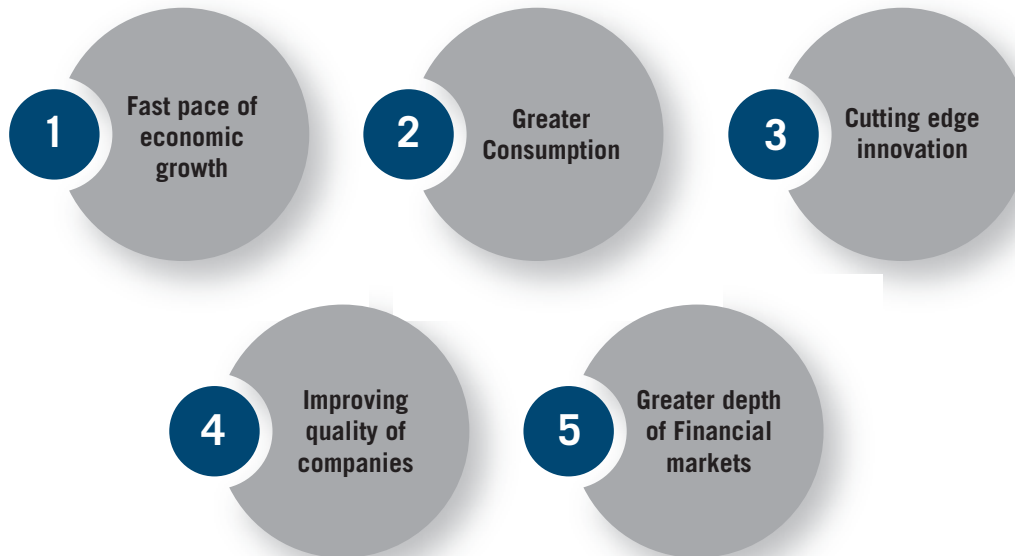 1
Fast pace of
economic
growth
2
Greater
Consumption
3
Cutting edge
innovation
4
Improving
quality of
companies
5
Greater depth
of Financial
markets